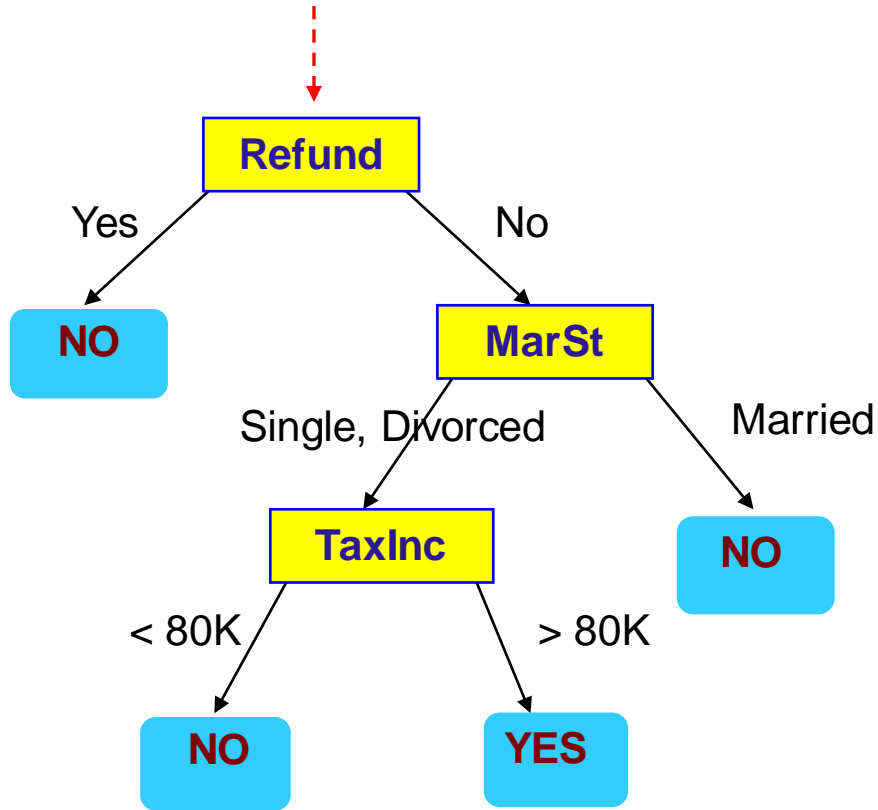 Refund
Yes
No
NO
MarSt
Single, Divorced
Married
TaxInc
NO
< 80K
> 80K
NO
YES